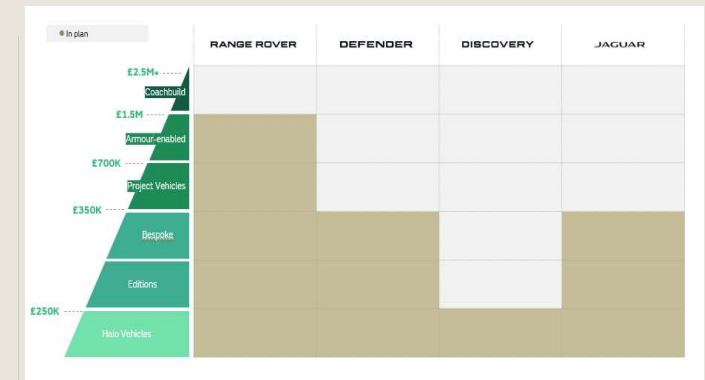 In plan
RANGE ROVER DEFENDER DISCOVERY JAGUAR
£2.5M+
Coachbuild
£1.5M
Armour-enabled
£700K
Project Vehicles
£350K
Bespoke
Editions
£250K
Halo Vehicles